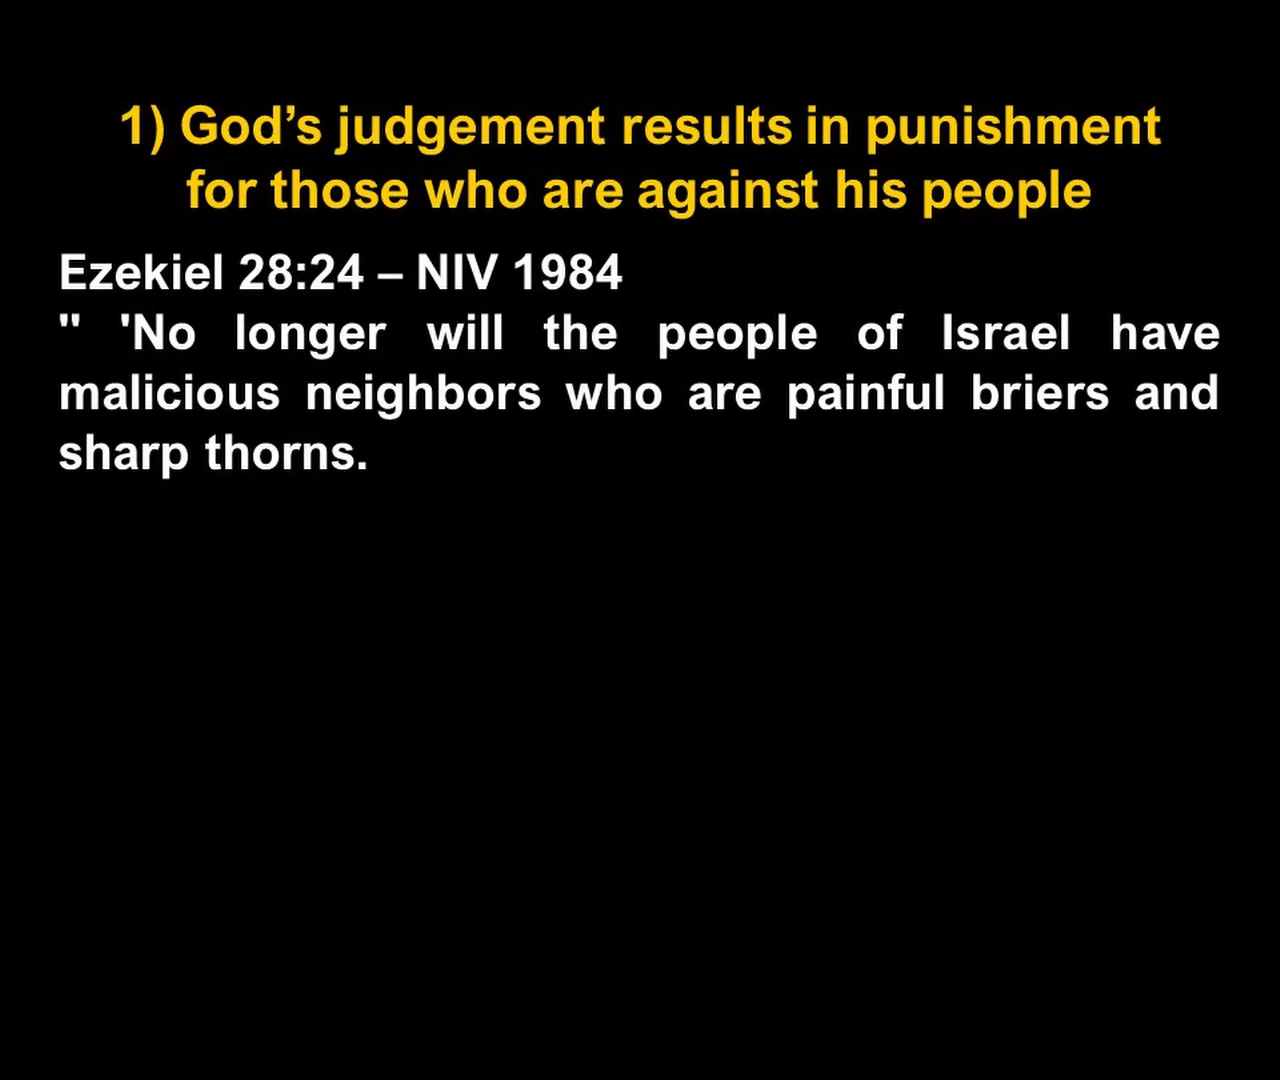 1) God’s judgement results in punishment
for those who are against his people
Ezekiel 28:24 – NIV 1984
" 'No longer will the people of Israel have
malicious neighbors who are painful briers and
sharp thorns.